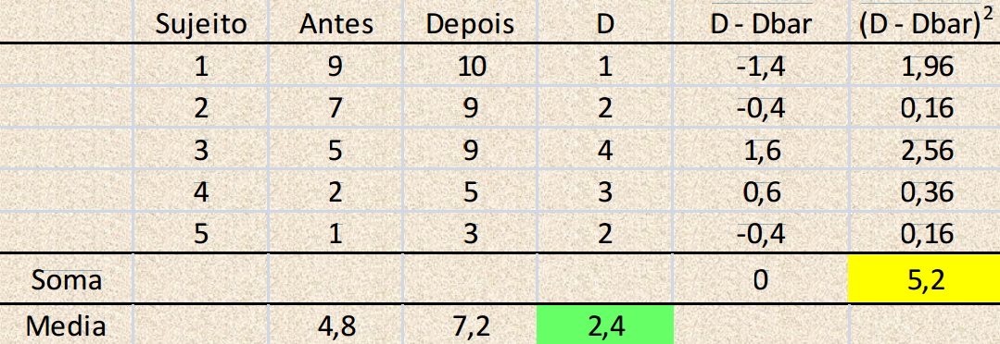 Sujeito Antes Depois D D - Dbar (D - Dbar)²
1 9 10 1 -1,4 1,96
2 7 9 2 -0,4 0,16
3 5 9 4 1,6 2,56
4 2 5 3 0,6 0,36
5 1 3 2 -0,4 0,16
Soma 0 5,2
Media 4,8 7,2 2,4